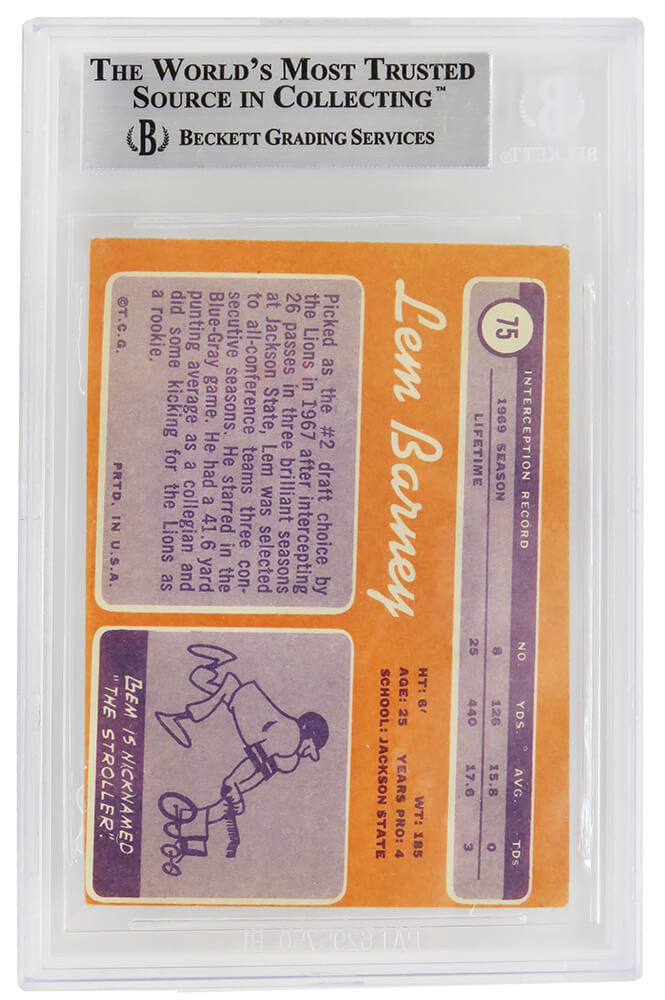 THE WORLD'S MOST TRUSTED
SOURCE IN COLLECTING™
B BECKETT GRADING SERVICES
B
BECKETT®
75
INTERCEPTION RECORD NO. YDS. AVG. TDs
1969 SEASON 8 126 15.8 0
LIFETIME 25 440 17.6 3
Lem Barney
HT: 6' WT: 185
AGE: 25 YEARS PRO: 4
SCHOOL: JACKSON STATE
Picked as the #2 draft choice by
the Lions in 1967 after intercepting
26 passes in three brilliant seasons
at Jackson State, Lem was selected
to all-conference teams three con-
secutive seasons. He starred in the
Blue-Gray game. He had a 41.6 yard
punting average as a collegian and
did some kicking for the Lions as
a rookie.
©T.C.G. PRTD. IN U.S.A.
LEM IS NICKNAMED
"THE STROLLER".